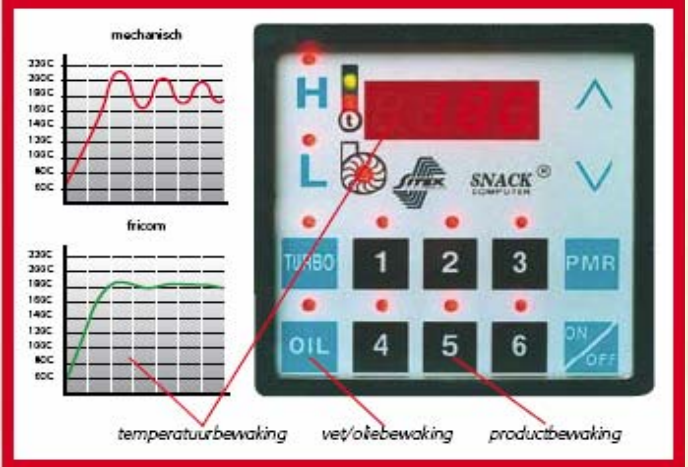 mechanisch
220C
200C
180C
160C
140C
120C
100C
80C
60C
fricom
220C
200C
180C
160C
140C
120C
100C
80C
60C
H
L
t
SITEK
SNACK ®
COMPUTER
TURBO
1
2
3
PMR
OIL
4
5
6
ON
OFF
temperatuurbewaking
vet/oliebewaking
productbewaking